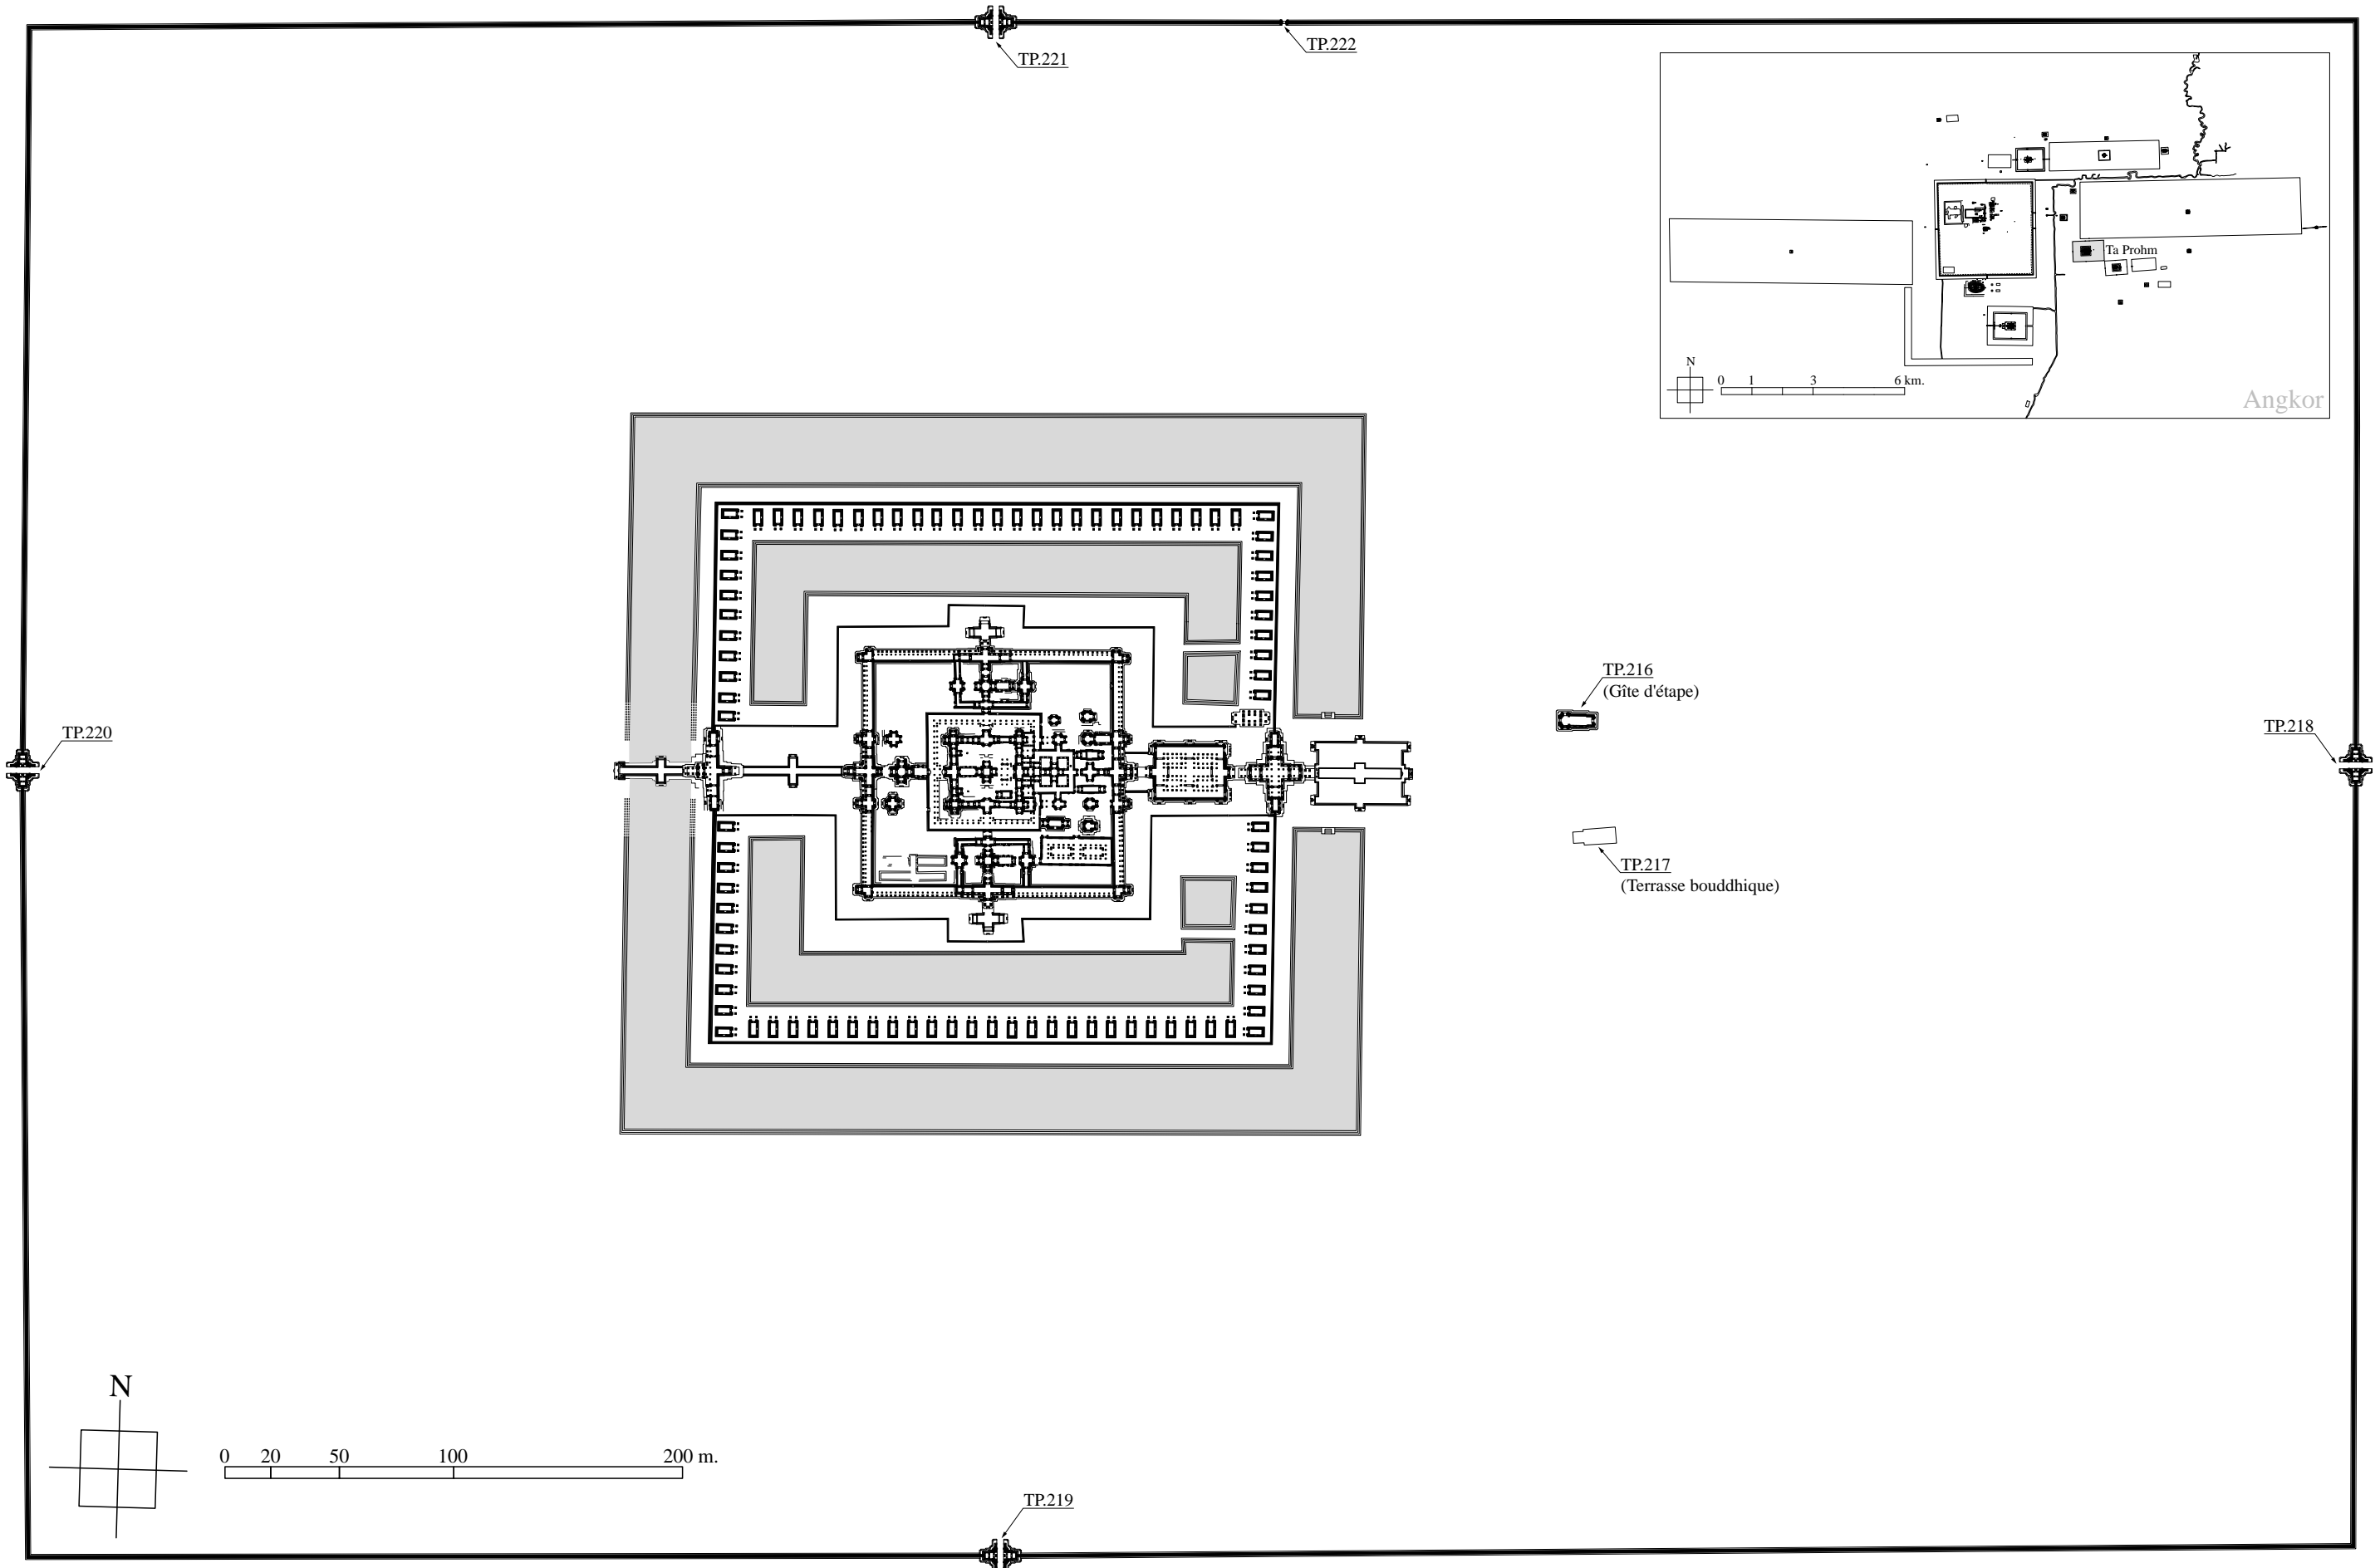 TP.221
TP.222
Ta Prohm
N
0 1 3 6 km.
Angkor
TP.216
(Gîte d'étape)
TP.220
TP.218
TP.217
(Terrasse bouddhique)
N
0 20 50 100 200 m.
TP.219